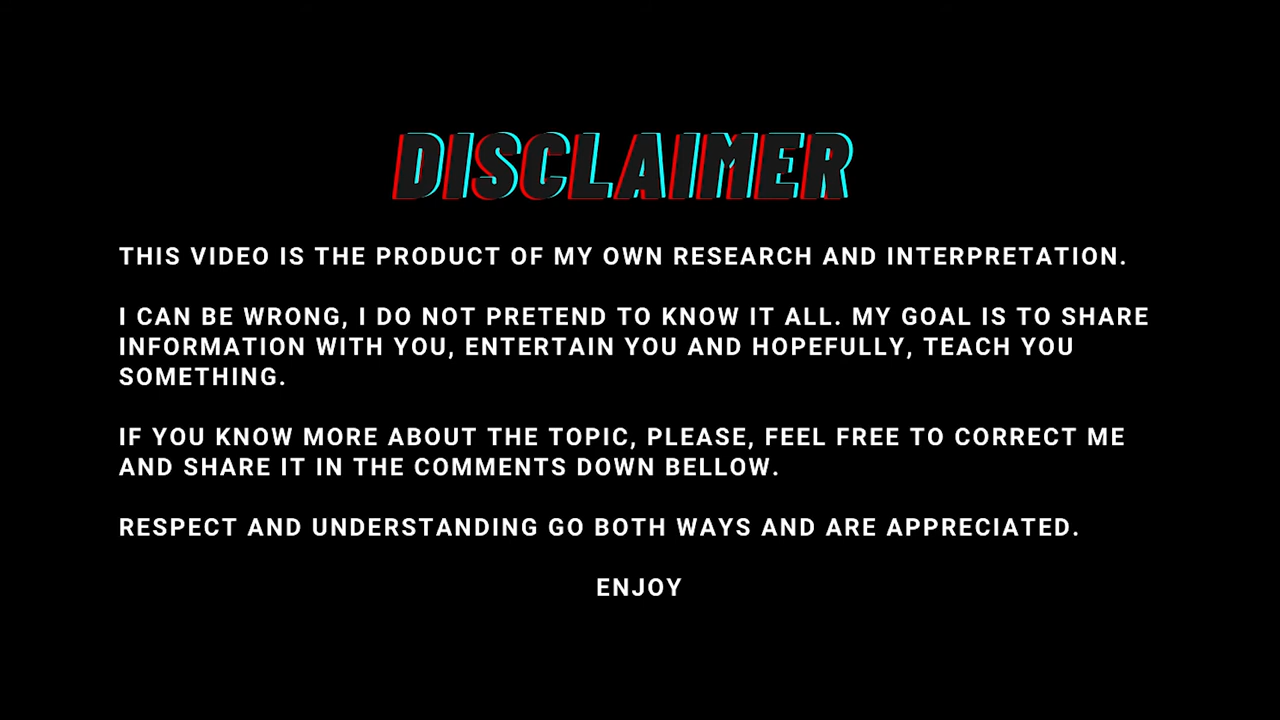 DISCLAIMER
THIS VIDEO IS THE PRODUCT OF MY OWN RESEARCH AND INTERPRETATION.
I CAN BE WRONG, I DO NOT PRETEND TO KNOW IT ALL. MY GOAL IS TO SHARE
INFORMATION WITH YOU, ENTERTAIN YOU AND HOPEFULLY, TEACH YOU
SOMETHING.
IF YOU KNOW MORE ABOUT THE TOPIC, PLEASE, FEEL FREE TO CORRECT ME
AND SHARE IT IN THE COMMENTS DOWN BELLOW.
RESPECT AND UNDERSTANDING GO BOTH WAYS AND ARE APPRECIATED.
ENJOY